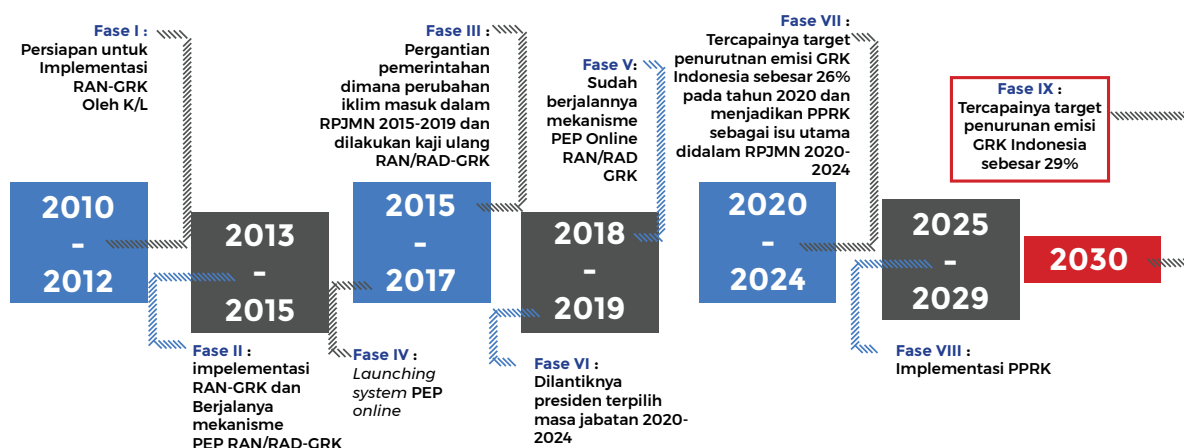 Fase I :
Persiapan untuk
Implementasi
RAN-GRK
Oleh K/L
Fase III :
Pergantian
pemerintahan
dimana perubahan
iklim masuk dalam
RPJMN 2015-2019 dan
dilakukan kaji ulang
RAN/RAD-GRK
Fase V:
Sudah
berjalannya
mekanisme
PEP Online
RAN/RAD
GRK
Fase VII :
Tercapainya target
penurutnan emisi GRK
Indonesia sebesar 26%
pada tahun 2020 dan
menjadikan PPRK
sebagai isu utama
didalam RPJMN 2020-
2024
Fase IX :
Tercapainya target
penurunan emisi
GRK Indonesia
sebesar 29%
2010
-
2012
2013
-
2015
2015
-
2017
2018
-
2019
2020
-
2024
2025
-
2029
2030
Fase II :
impelementasi
RAN-GRK dan
Berjalanya
mekanisme
PEP RAN/RAD-GRK
Fase IV :
Launching
system PEP
online
Fase VI :
Dilantiknya
presiden terpilih
masa jabatan 2020-
2024
Fase VIII :
Implementasi PPRK